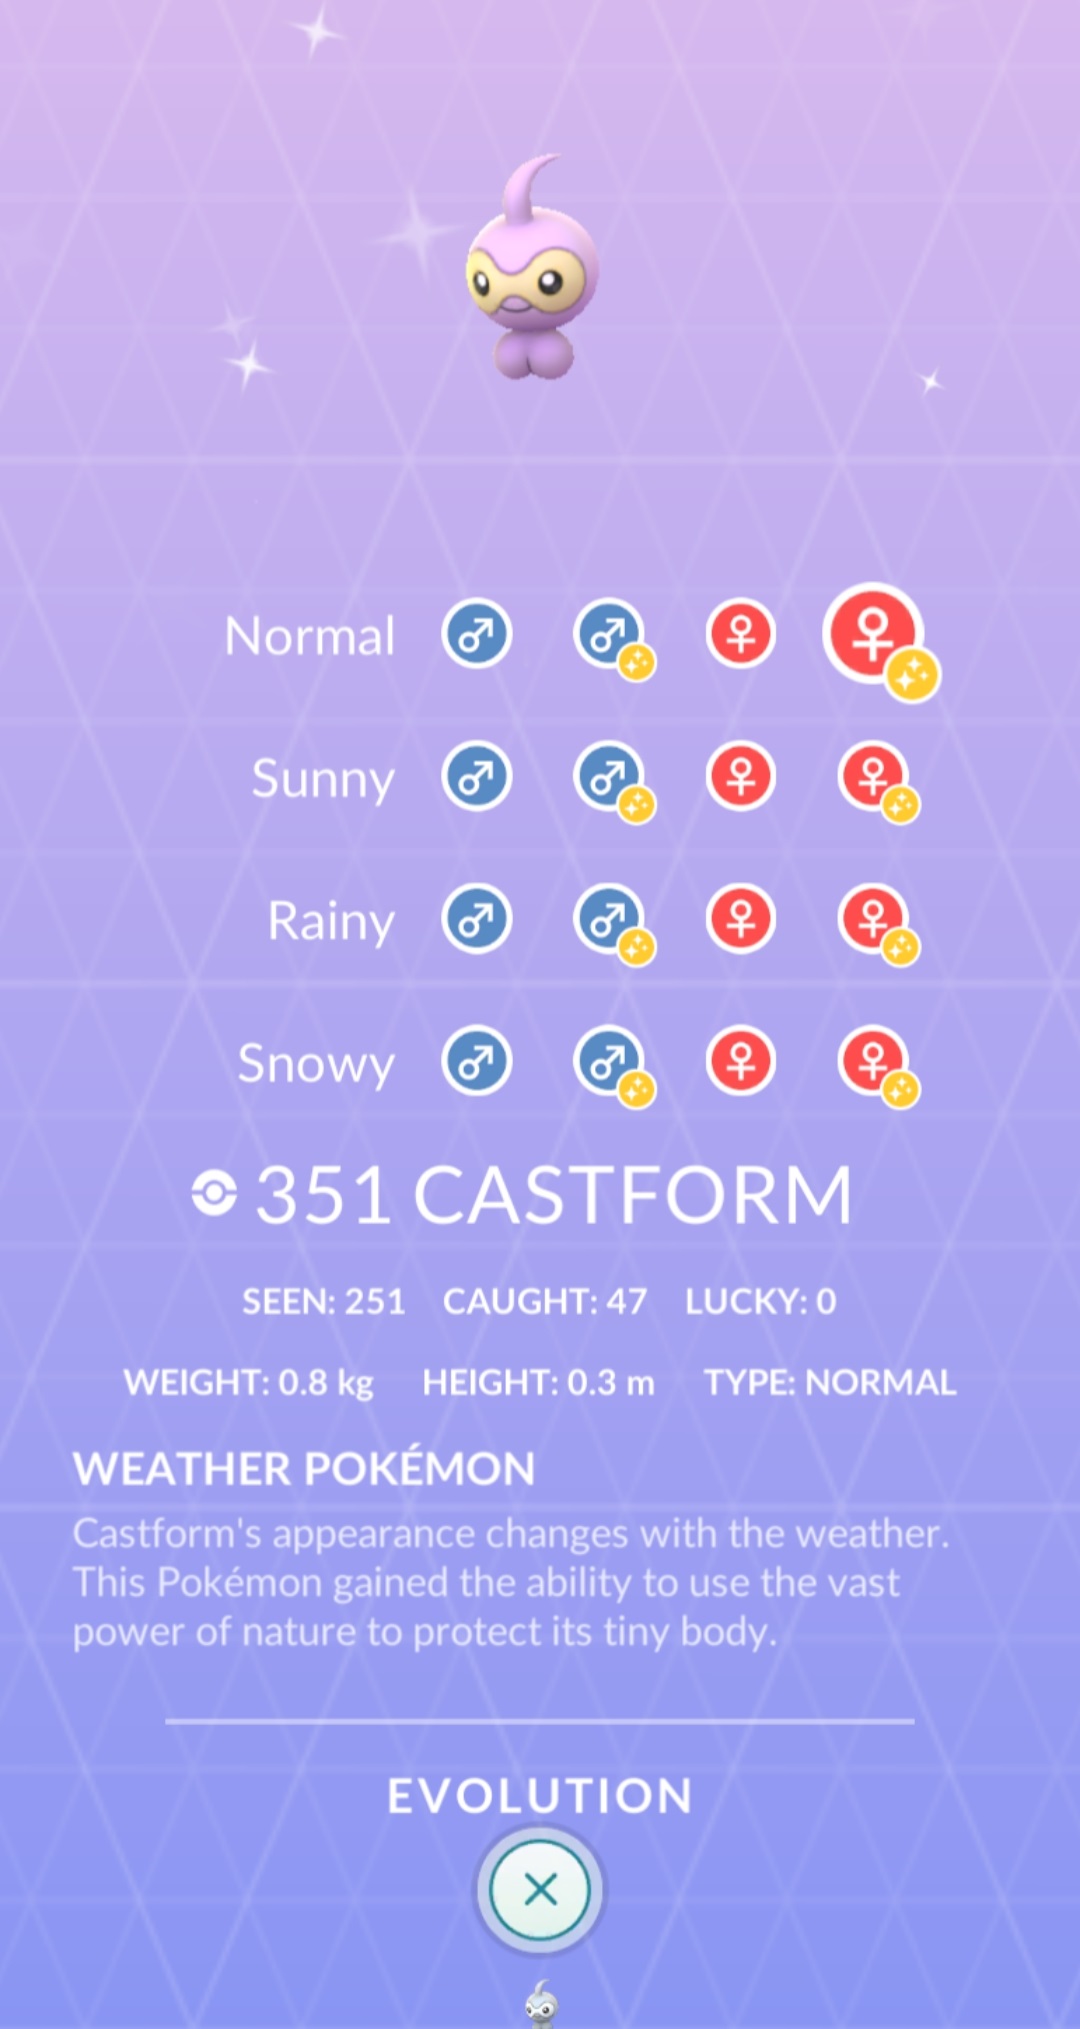 Normal
Sunny
Rainy
Snowy
351 CASTFORM
SEEN: 251 CAUGHT: 47 LUCKY: 0
WEIGHT: 0.8 kg HEIGHT: 0.3 m TYPE: NORMAL
WEATHER POKÉMON
Castform's appearance changes with the weather.
This Pokémon gained the ability to use the vast
power of nature to protect its tiny body.
EVOLUTION